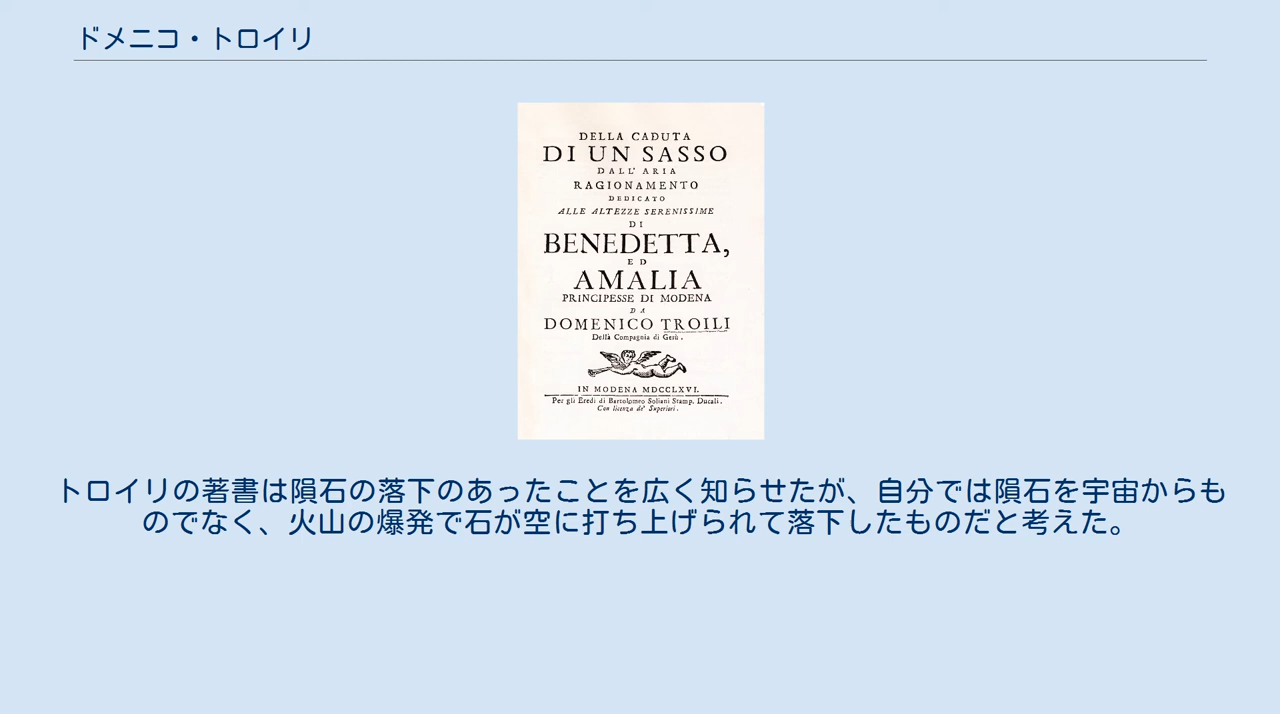 ドメニコ・トロイリ
DELLA CADUTA
DI UN SASSO
DALL' ARIA
RAGIONAMENTO
DEDICATO
ALLE ALTEZZE SERENISSIME
DI
BENEDETTA,
ED
AMALIA
PRINCIPESSE DI MODENA
DA
DOMENICO TROILI
Della Compagnia di Gesù.
IN MODENA MDCCLXVI.
Per gli Eredi di Bartolomeo Soliani Stamp. Ducali.
Con licenza de' Superiori.
トロイリの著書は隕石の落下のあったことを広く知らせたが、自分では隕石を宇宙からも
のでなく、火山の爆発で石が空に打ち上げられて落下したものだと考えた。